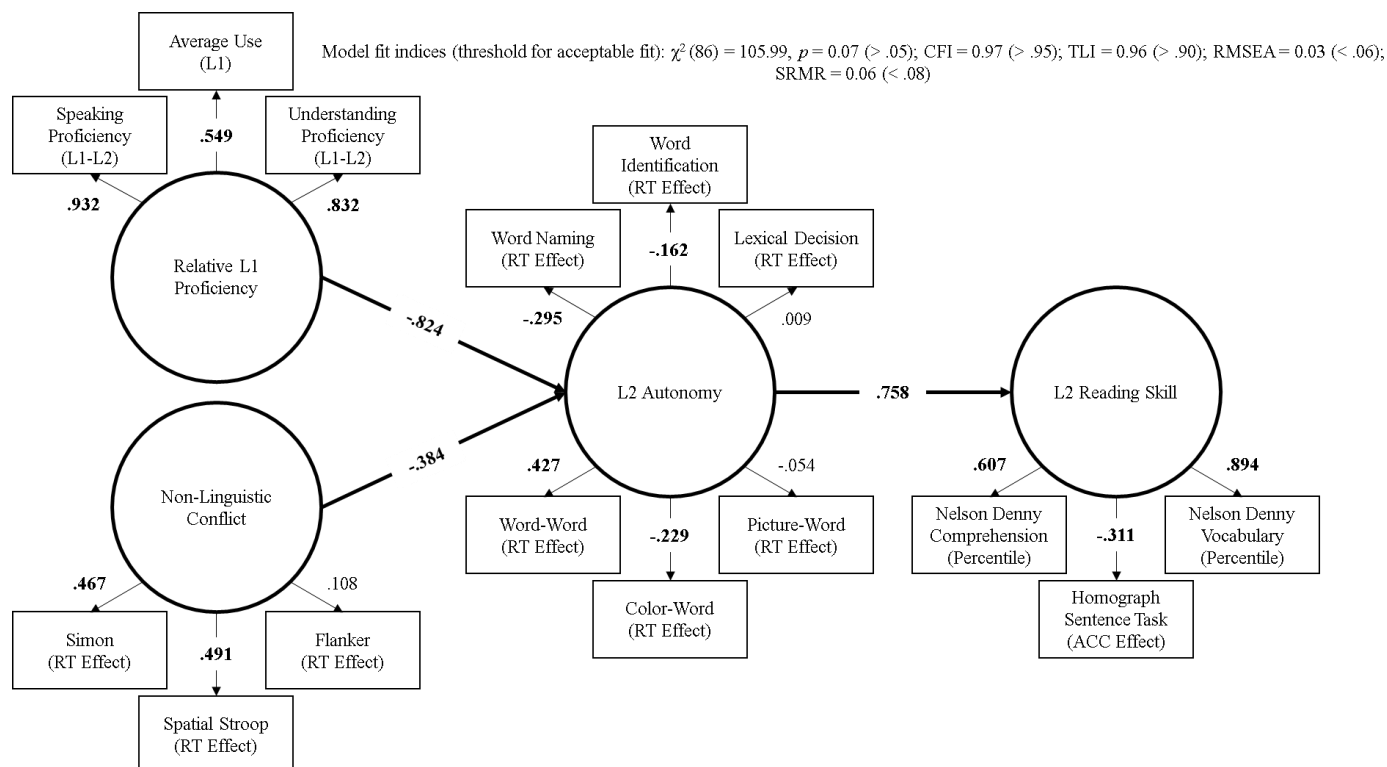 Model fit indices (threshold for acceptable fit): χ² (86) = 105.99, p = 0.07 (> .05); CFI = 0.97 (> .95); TLI = 0.96 (> .90); RMSEA = 0.03 (< .06);
SRMR = 0.06 (< .08)
Average Use
(L1)
Speaking
Proficiency
(L1-L2)
.549
Understanding
Proficiency
(L1-L2)
.932
.832
Relative L1
Proficiency
-.824
Non-Linguistic
Conflict
-.384
.467
.108
Simon
(RT Effect)
.491
Flanker
(RT Effect)
Spatial Stroop
(RT Effect)
Word
Identification
(RT Effect)
Word Naming
(RT Effect)
-.162
Lexical Decision
(RT Effect)
-.295
.009
L2 Autonomy
.427
-.054
Word-Word
(RT Effect)
-.229
Picture-Word
(RT Effect)
Color-Word
(RT Effect)
.758
L2 Reading Skill
.607
.894
Nelson Denny
Comprehension
(Percentile)
-.311
Nelson Denny
Vocabulary
(Percentile)
Homograph
Sentence Task
(ACC Effect)